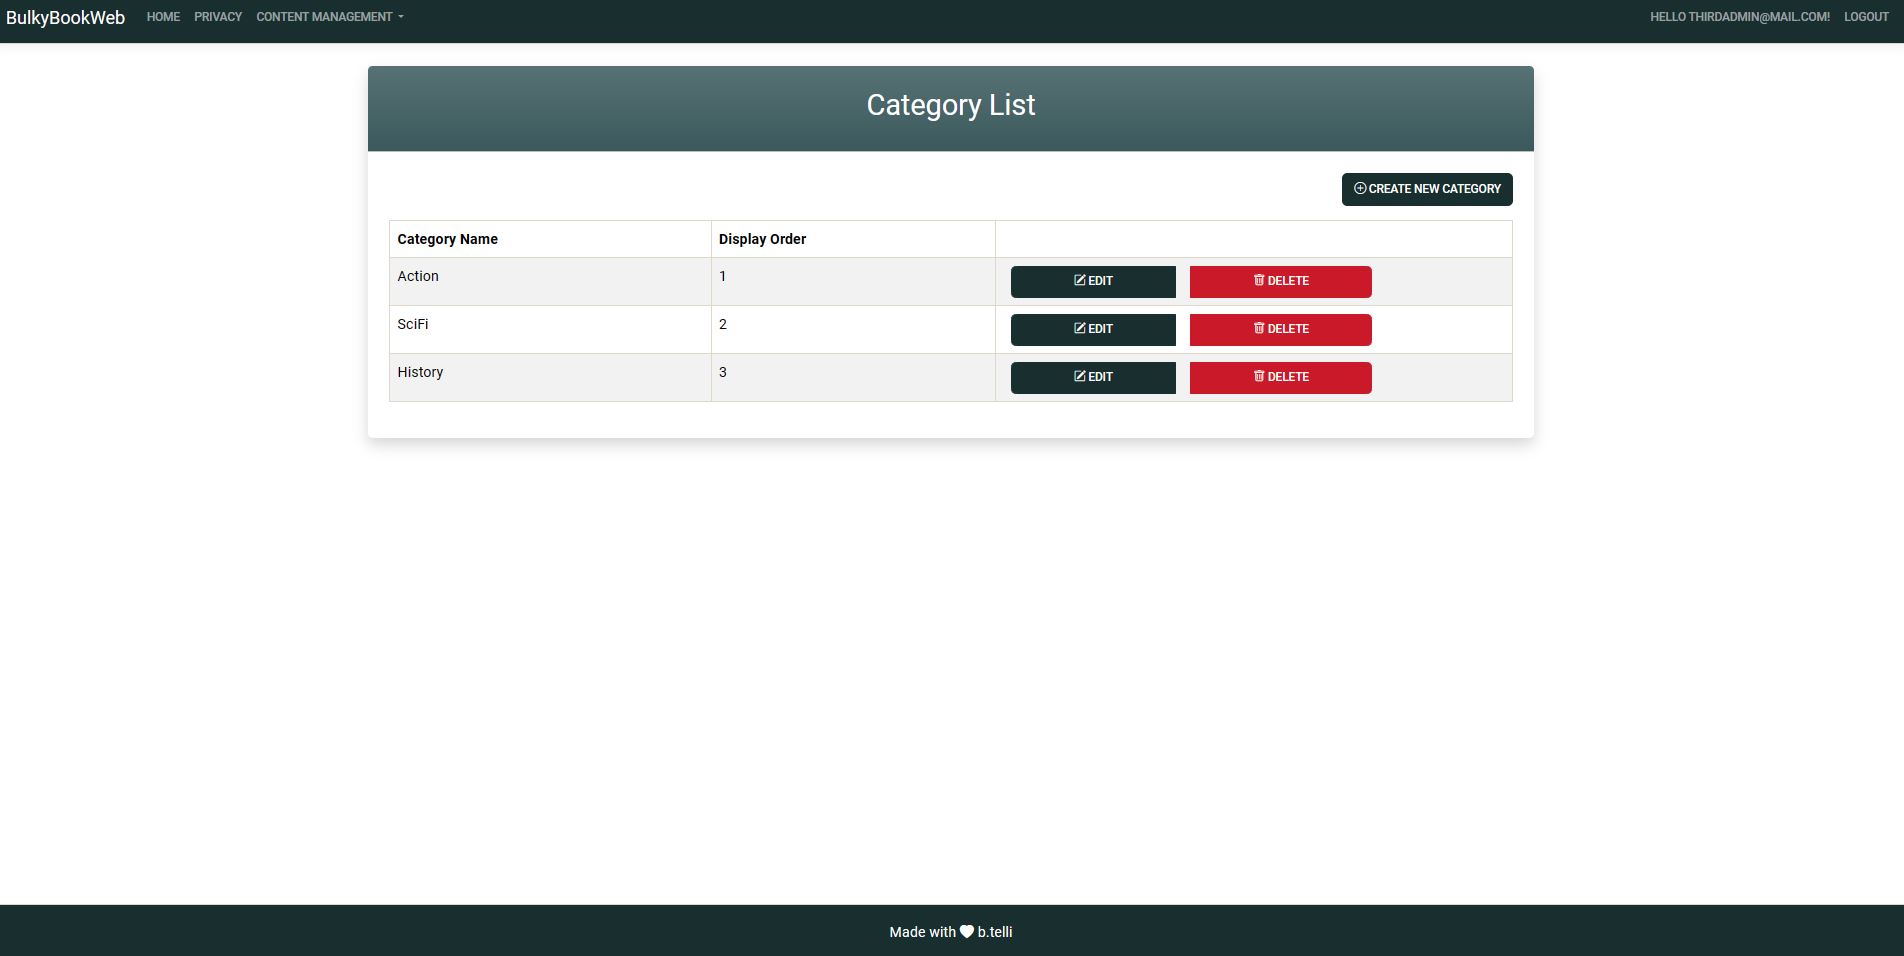 BulkyBookWeb HOME PRIVACY CONTENT MANAGEMENT HELLO THIRDADMIN@MAIL.COM! LOGOUT
Category List
CREATE NEW CATEGORY
Category Name Display Order
Action 1 EDIT DELETE
SciFi 2 EDIT DELETE
History 3 EDIT DELETE
Made with b.telli